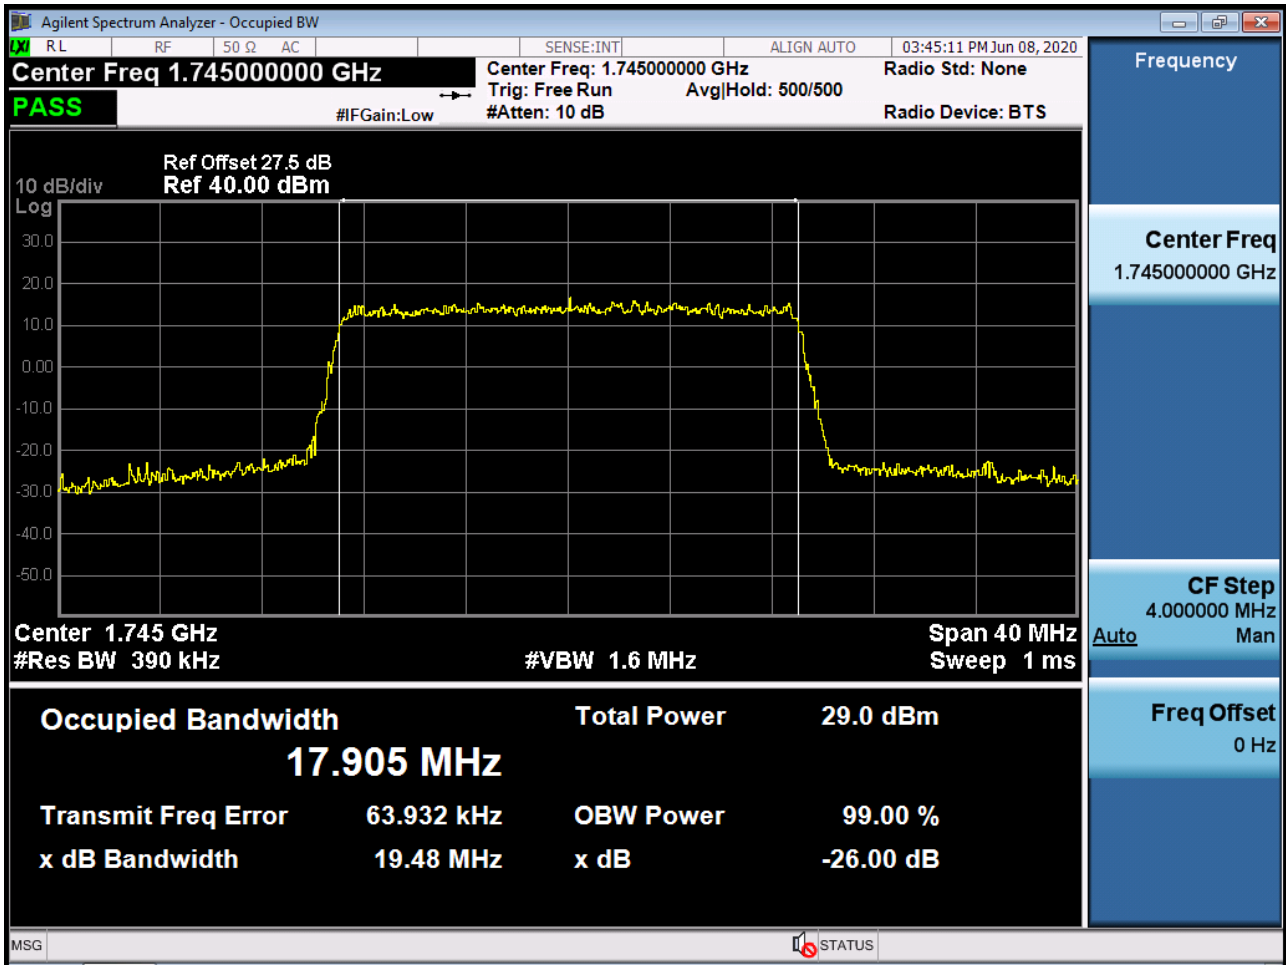 Agilent Spectrum Analyzer - Occupied BW
LXI RL RF 50 Ω AC SENSE:INT ALIGN AUTO 03:45:11 PM Jun 08, 2020
Center Freq 1.745000000 GHz
Center Freq: 1.745000000 GHz
Radio Std: None
Trig: Free Run
Avg|Hold: 500/500
PASS
#IFGain:Low
#Atten: 10 dB
Radio Device: BTS
Ref Offset 27.5 dB
10 dB/div
Ref 40.00 dBm
Log
30.0
20.0
10.0
0.00
-10.0
-20.0
-30.0
-40.0
-50.0
Center 1.745 GHz
Span 40 MHz
#Res BW 390 kHz
#VBW 1.6 MHz
Sweep 1 ms
Occupied Bandwidth
17.905 MHz
Total Power 29.0 dBm
Transmit Freq Error 63.932 kHz
OBW Power 99.00 %
x dB Bandwidth 19.48 MHz
x dB -26.00 dB
Frequency
Center Freq
1.745000000 GHz
CF Step
4.000000 MHz
Auto Man
Freq Offset
0 Hz
MSG
STATUS